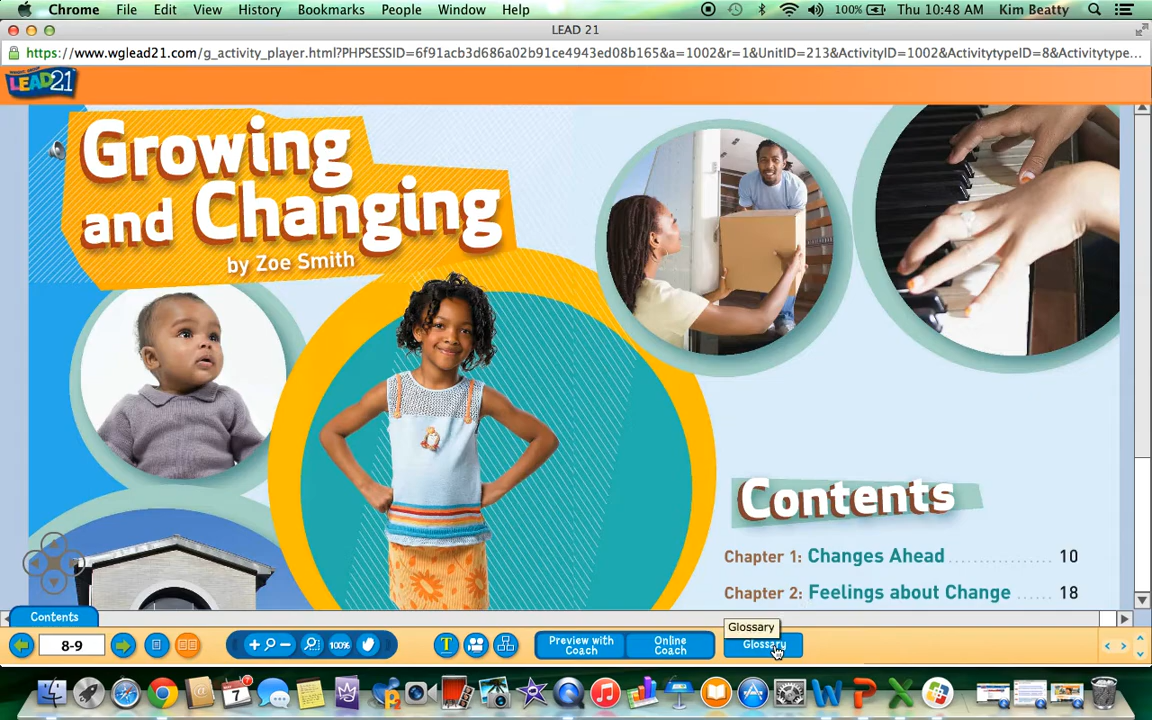 Chrome File Edit View History Bookmarks People Window Help 100% Thu 10:48 AM Kim Beatty
LEAD 21
https://www.wglead21.com/g_activity_player.html?PHPSESSID=6f91acb3d686a02b91ce4943ed08b165&a=1002&r=1&UnitID=213&ActivityID=1002&ActivitytypeID=8&Activitytype...
LEAD21
Growing
and Changing
by Zoe Smith
Contents
Chapter 1: Changes Ahead 10
Chapter 2: Feelings about Change 18
Contents
Glossary
8-9 100% T Preview with Coach Online Coach Glossary